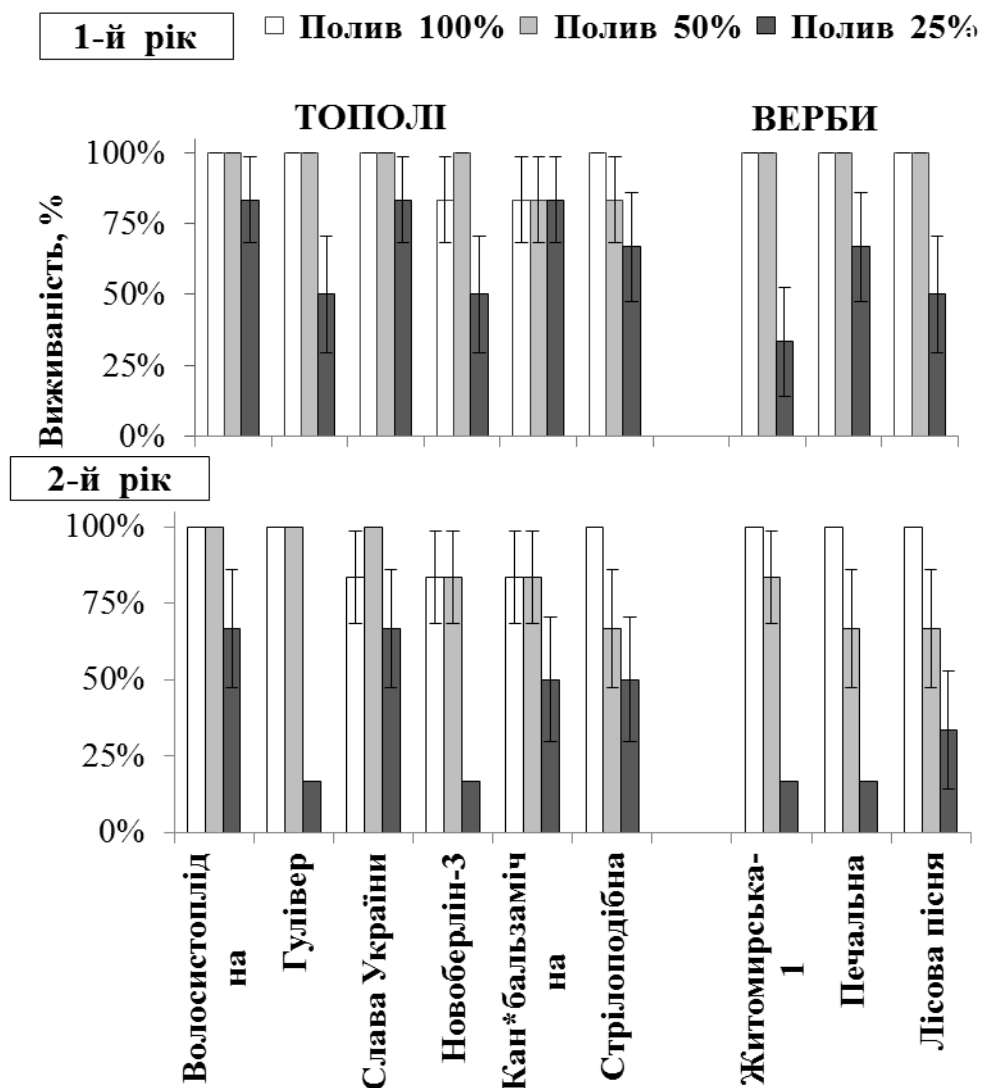 1-й рік
Полив 100% Полив 50% Полив 25%
ТОПОЛІ ВЕРБИ
Виживаність, %
100%
75%
50%
25%
0%
2-й рік
100%
75%
50%
25%
0%
Волосистоплід
на
Гулівер
Слава України
Новоберлін-3
Кан*бальзаміч
на
Стрілоподібна
Житомирська-
1
Печальна
Лісова пісня